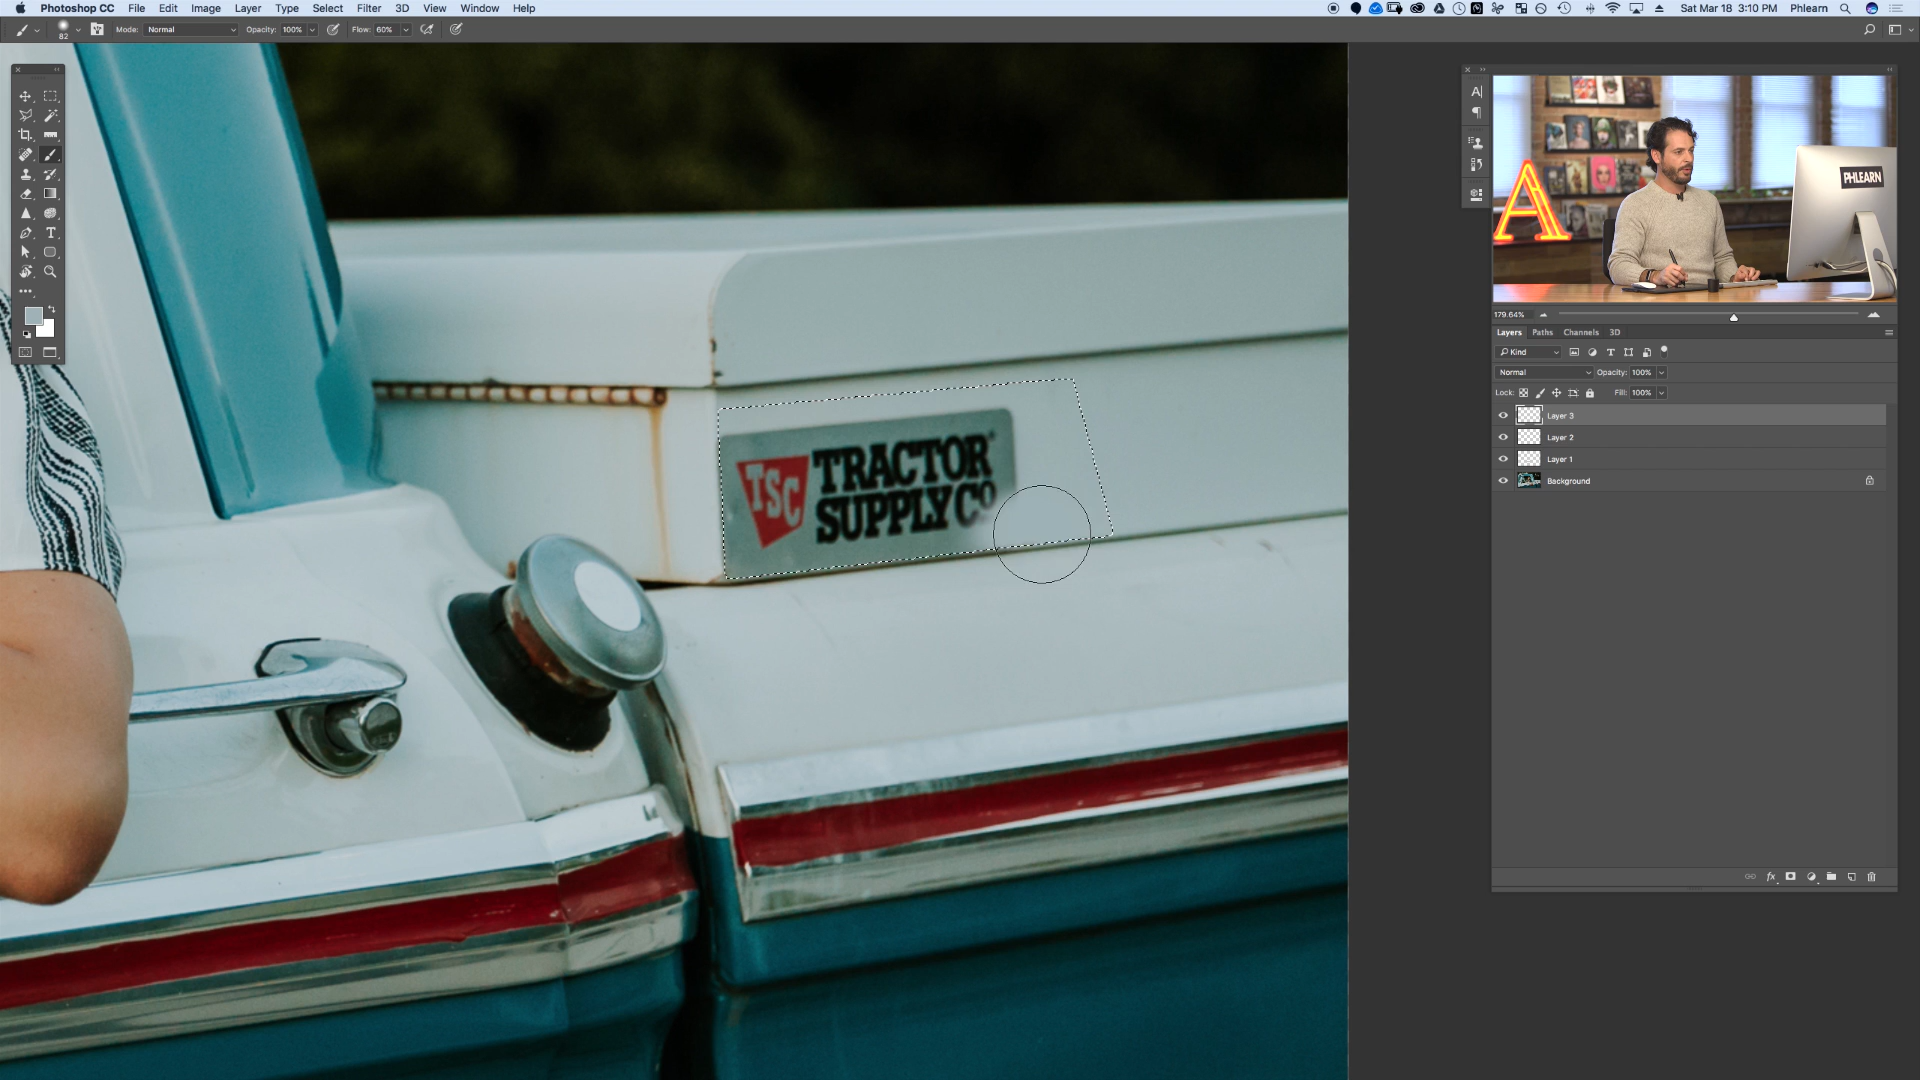 Photoshop CC File Edit Image Layer Type Select Filter 3D View Window Help
Sat Mar 18 3:10 PM Phlearn
82 Mode: Normal Opacity: 100% Flow: 60%
TSC
TRACTOR
SUPPLY CO
PHLEARN
A
179.64%
Layers Paths Channels 3D
Kind
Normal Opacity: 100%
Lock: Fill: 100%
Layer 3
Layer 2
Layer 1
Background
fx